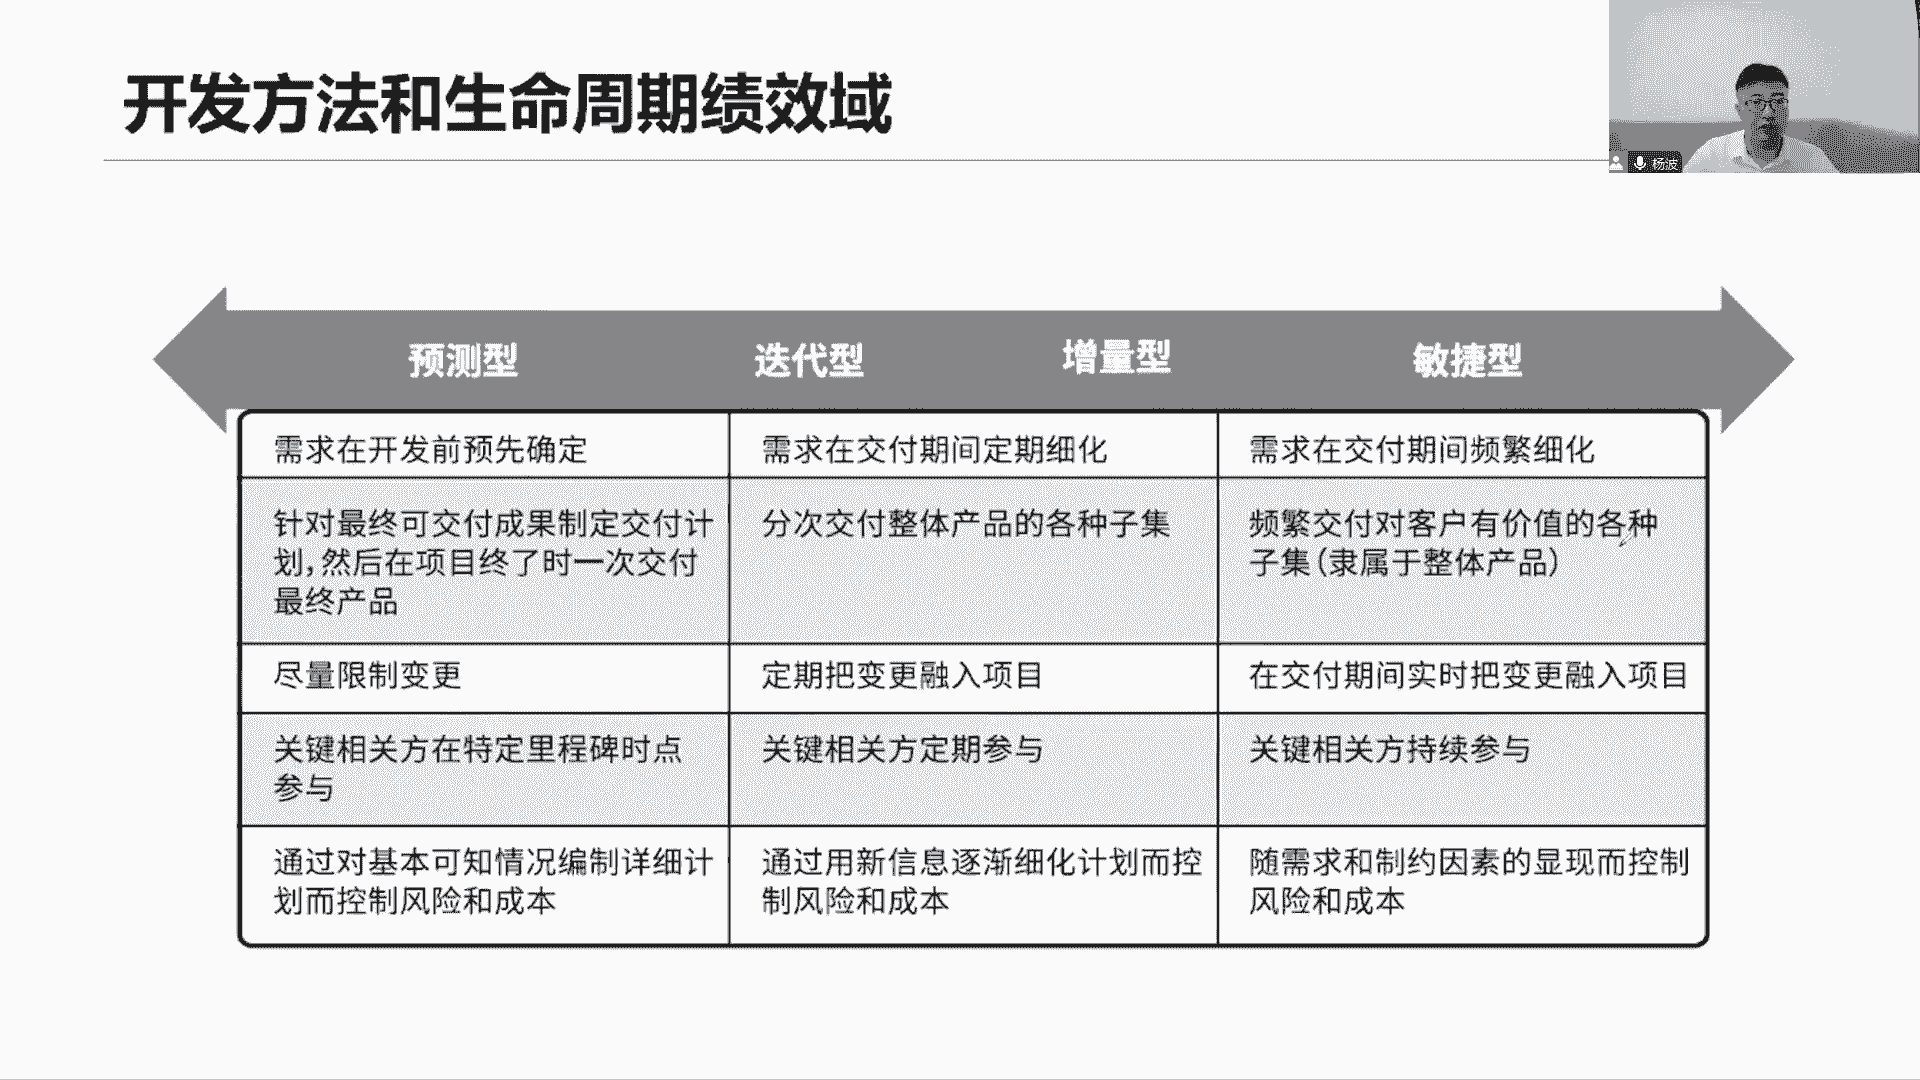 开发方法和生命周期绩效域
杨波
预测型
迭代型
增量型
敏捷型
需求在开发前预先确定
需求在交付期间定期细化
需求在交付期间频繁细化
针对最终可交付成果制定交付计
划,然后在项目终了时一次交付
最终产品
分次交付整体产品的各种子集
频繁交付对客户有价值的各种
子集(隶属于整体产品)
尽量限制变更
定期把变更融入项目
在交付期间实时把变更融入项目
关键相关方在特定里程碑时点
参与
关键相关方定期参与
关键相关方持续参与
通过对基本可知情况编制详细计
划而控制风险和成本
通过用新信息逐渐细化计划而控
制风险和成本
随需求和制约因素的显现而控制
风险和成本